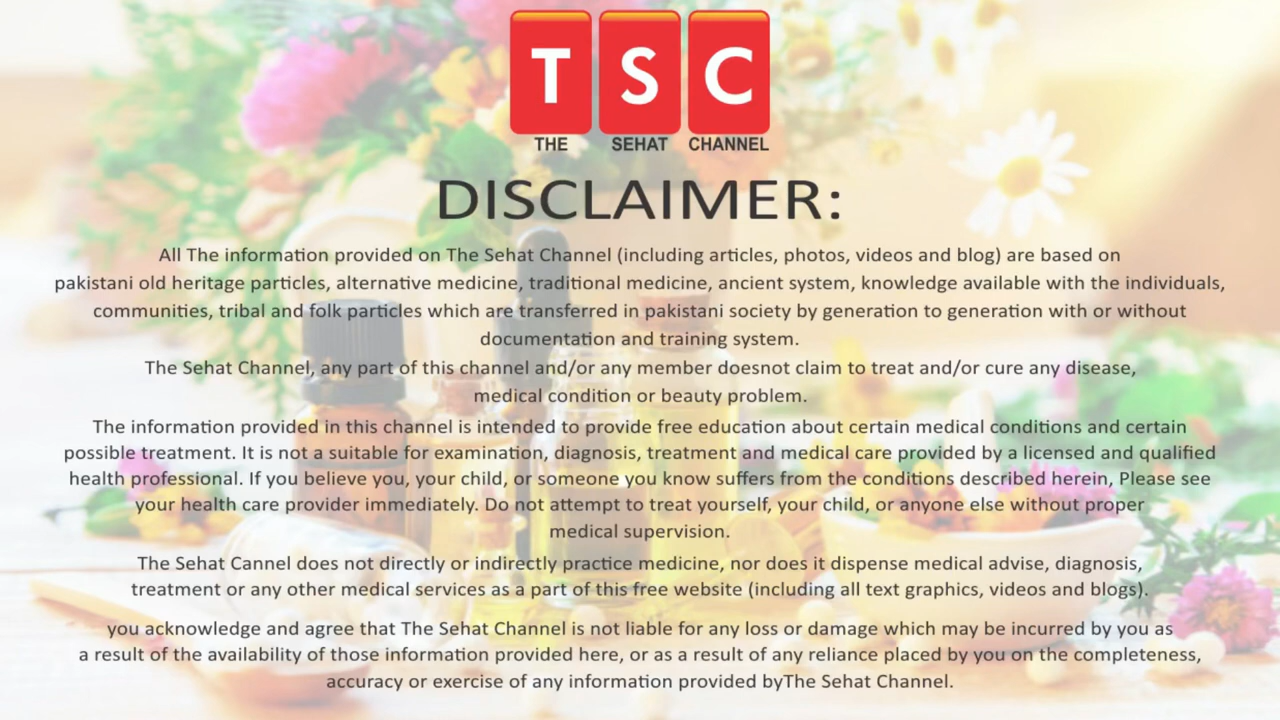 T S C
THE SEHAT CHANNEL
DISCLAIMER:
All The information provided on The Sehat Channel (including articles, photos, videos and blog) are based on
pakistani old heritage particles, alternative medicine, traditional medicine, ancient system, knowledge available with the individuals,
communities, tribal and folk particles which are transferred in pakistani society by generation to generation with or without
documentation and training system.
The Sehat Channel, any part of this channel and/or any member doesnot claim to treat and/or cure any disease,
medical condition or beauty problem.
The information provided in this channel is intended to provide free education about certain medical conditions and certain
possible treatment. It is not a suitable for examination, diagnosis, treatment and medical care provided by a licensed and qualified
health professional. If you believe you, your child, or someone you know suffers from the conditions described herein, Please see
your health care provider immediately. Do not attempt to treat yourself, your child, or anyone else without proper
medical supervision.
The Sehat Cannel does not directly or indirectly practice medicine, nor does it dispense medical advise, diagnosis,
treatment or any other medical services as a part of this free website (including all text graphics, videos and blogs).
you acknowledge and agree that The Sehat Channel is not liable for any loss or damage which may be incurred by you as
a result of the availability of those information provided here, or as a result of any reliance placed by you on the completeness,
accuracy or exercise of any information provided byThe Sehat Channel.